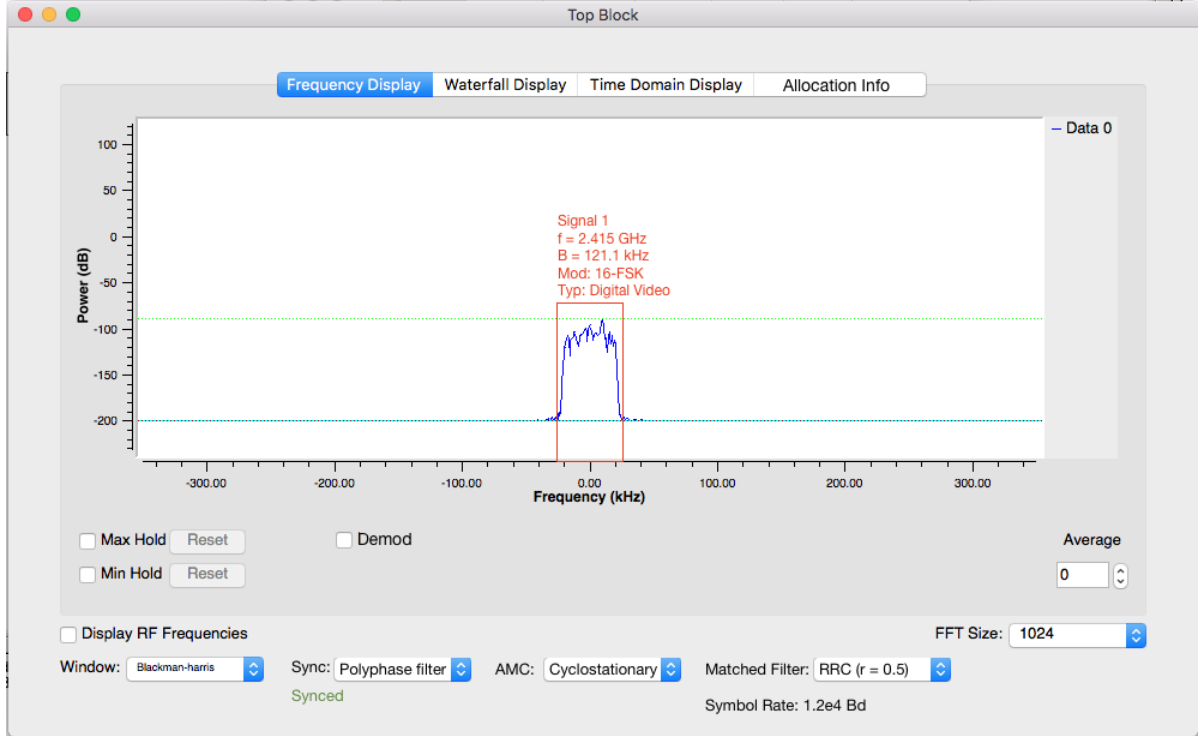 Top Block
Frequency Display Waterfall Display Time Domain Display Allocation Info
Data 0
100
50
0
-50
-100
-150
-200
Power (dB)
Signal 1
f = 2.415 GHz
B = 121.1 kHz
Mod: 16-FSK
Typ: Digital Video
-300.00 -200.00 -100.00 0.00 100.00 200.00 300.00
Frequency (kHz)
Max Hold Reset Demod Average
Min Hold Reset 0
Display RF Frequencies FFT Size: 1024
Window: Blackman-harris Sync: Polyphase filter AMC: Cyclostationary Matched Filter: RRC (r = 0.5)
Synced
Symbol Rate: 1.2e4 Bd